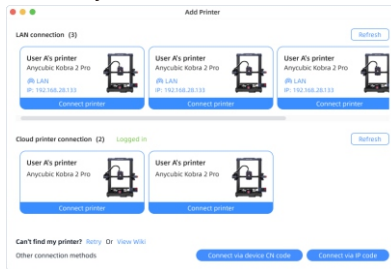 Add Printer
LAN connection (3)
Refresh
User A's printer
Anycubic Kobra 2 Pro
LAN
IP: 192.168.28.133
Connect printer
User A's printer
Anycubic Kobra 2 Pro
LAN
IP: 192.168.28.133
Connect printer
User A's printer
Anycubic Kobra 2 Pro
LAN
IP: 192.168.28.133
Connect printer
Cloud printer connection (2) Logged in
Refresh
User A's printer
Anycubic Kobra 2 Pro
Connect printer
User A's printer
Anycubic Kobra 2 Pro
Connect printer
Can't find my printer? Retry Or View Wiki
Other connection methods
Connect via device CN code
Connect via IP code